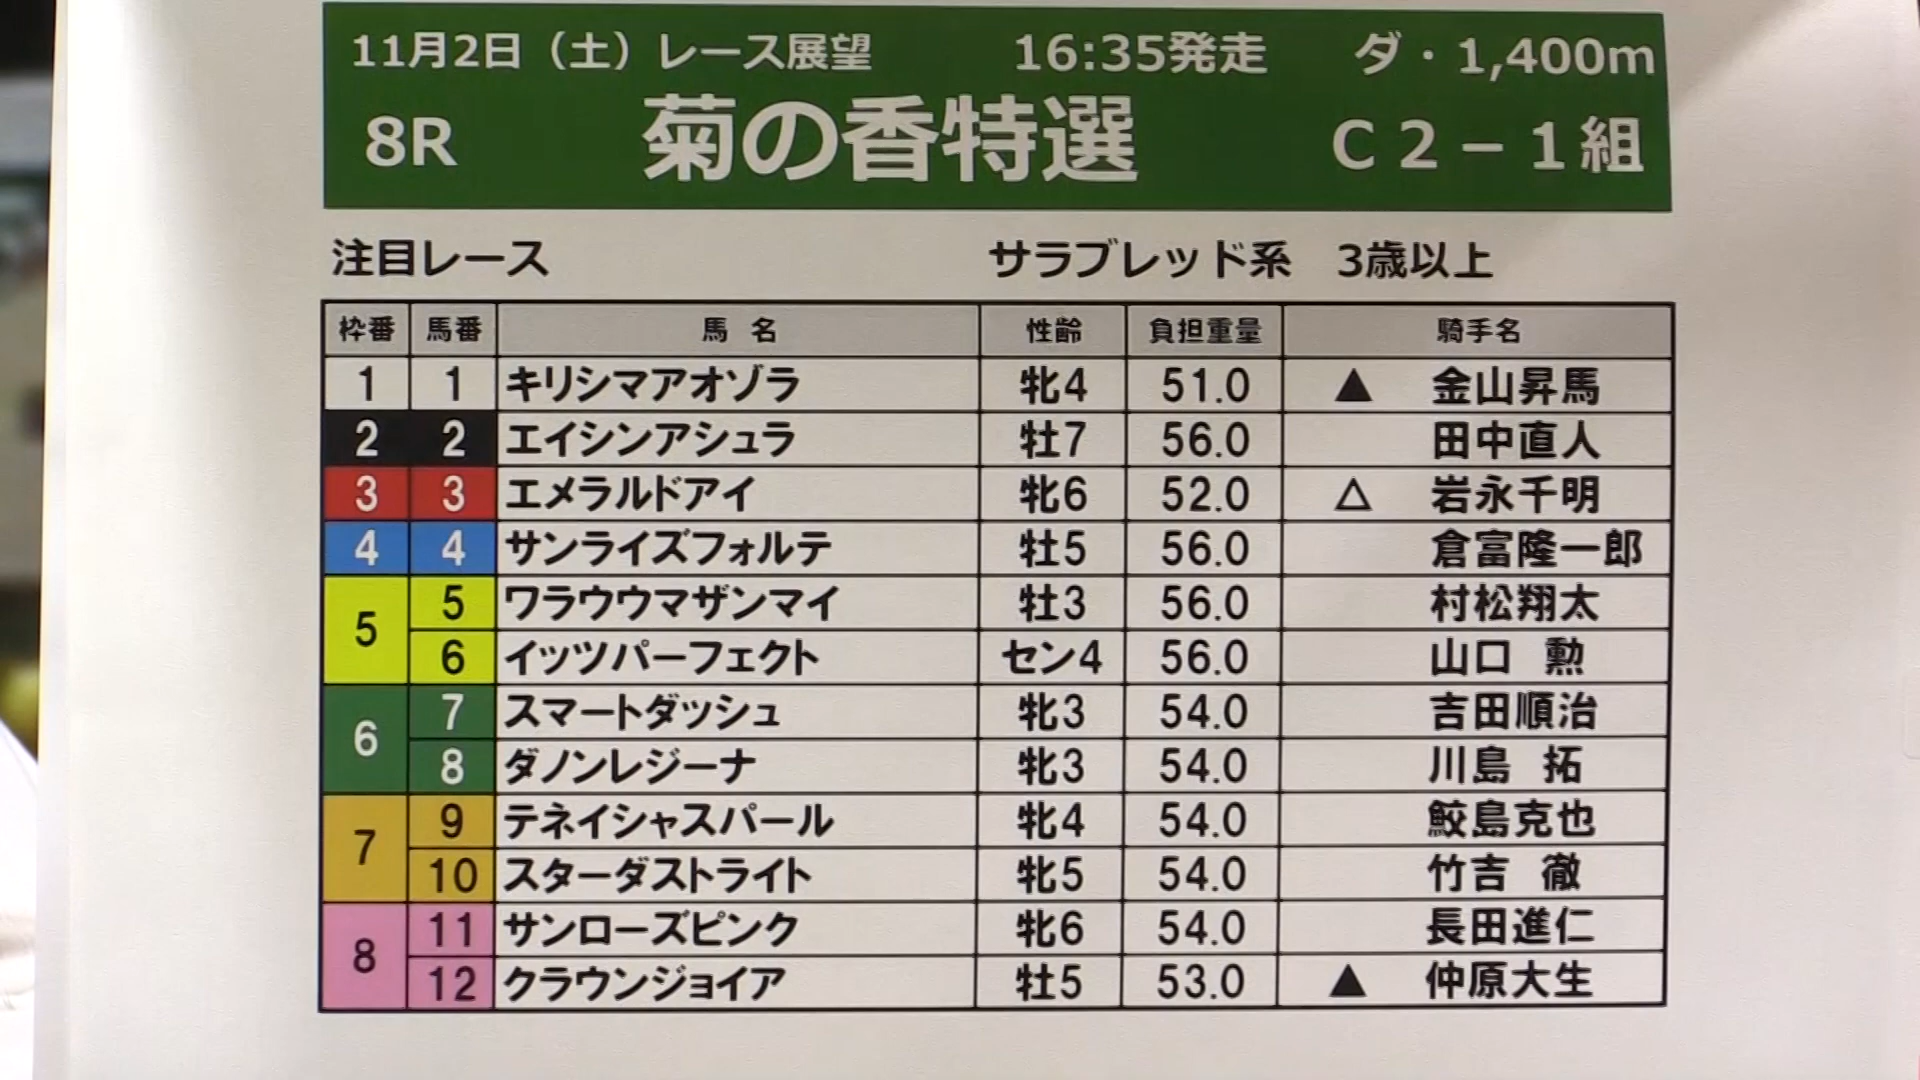 11月2日（土）レース展望 16:35発走 ダ・1,400m
8R 菊の香特選 C2－1組
注目レース サラブレッド系 3歳以上
枠番 馬番 馬 名 性齢 負担重量 騎手名
1 1 キリシマアオゾラ 牝4 51.0 ▲ 金山昇馬
2 2 エイシンアシュラ 牡7 56.0 田中直人
3 3 エメラルドアイ 牝6 52.0 △ 岩永千明
4 4 サンライズフォルテ 牡5 56.0 倉富隆一郎
5 5 ワラウウマザンマイ 牡3 56.0 村松翔太
6 イッツパーフェクト セン4 56.0 山口 勲
6 7 スマートダッシュ 牝3 54.0 吉田順治
8 ダノンレジーナ 牝3 54.0 川島 拓
7 9 テネイシャスパール 牝4 54.0 鮫島克也
10 スターダストライト 牝5 54.0 竹吉 徹
8 11 サンローズピンク 牝6 54.0 長田進仁
12 クラウンジョイア 牡5 53.0 ▲ 仲原大生